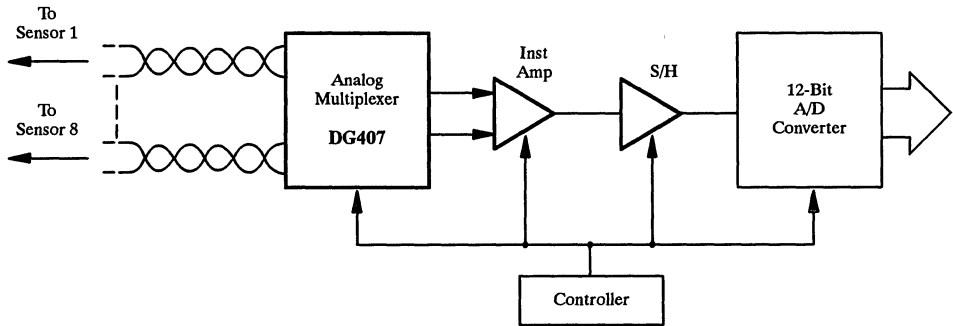 To
Sensor 1
To
Sensor 8
Analog
Multiplexer
DG407
Inst
Amp
S/H
12-Bit
A/D
Converter
Controller